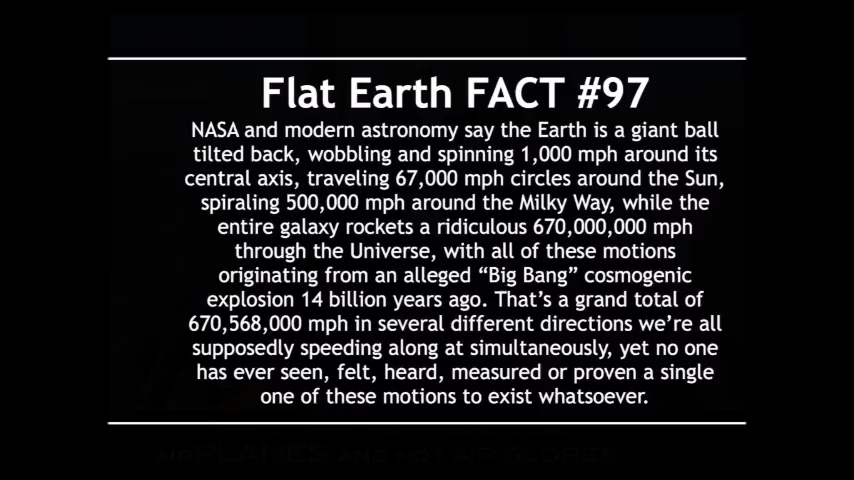 Flat Earth FACT #97
NASA and modern astronomy say the Earth is a giant ball
tilted back, wobbling and spinning 1,000 mph around its
central axis, traveling 67,000 mph circles around the Sun,
spiraling 500,000 mph around the Milky Way, while the
entire galaxy rockets a ridiculous 670,000,000 mph
through the Universe, with all of these motions
originating from an alleged “Big Bang” cosmogenic
explosion 14 billion years ago. That’s a grand total of
670,568,000 mph in several different directions we’re all
supposedly speeding along at simultaneously, yet no one
has ever seen, felt, heard, measured or proven a single
one of these motions to exist whatsoever.
AIRPLANES AND NOT AIR GLOBES